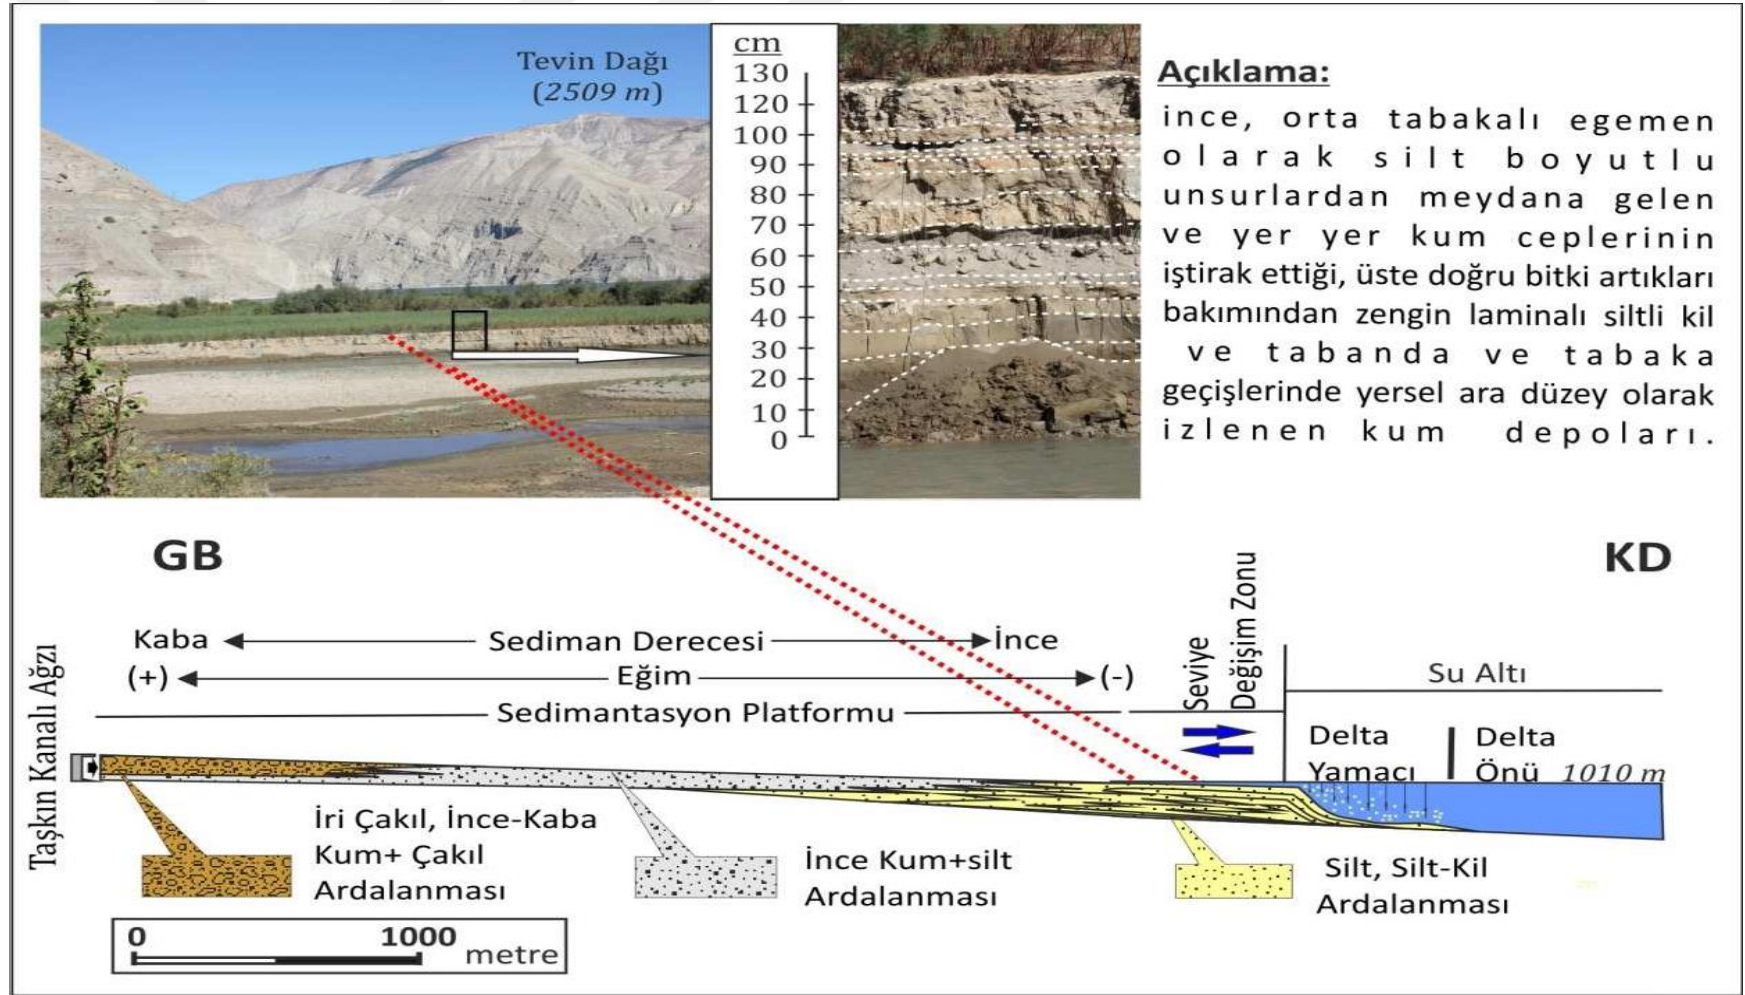 Tevin Dağı
(2509 m)
cm
130
120
100
90
80
70
60
50
40
30
20
10
0
Açıklama:
ince, orta tabakalı egemen
olarak silt boyutlu
unsurlardan meydana gelen
ve yer yer kum ceplerinin
iştirak ettiği, üste doğru bitki artıkları
bakımından zengin laminalı siltli kil
ve tabanda ve tabaka
geçişlerinde yersel ara düzey olarak
izlenen kum depoları.
GB
KD
Kaba
Sediman Derecesi
İnce
(+)
Eğim
(-)
Sedimantasyon Platformu
Seviye
Değişim Zonu
Su Altı
Delta
Yamacı
Delta
Önü
1010 m
Taşkın Kanalı Ağzı
İri Çakıl, İnce-Kaba
Kum+ Çakıl
Ardalanması
İnce Kum+silt
Ardalanması
Silt, Silt-Kil
Ardalanması
0
1000
metre